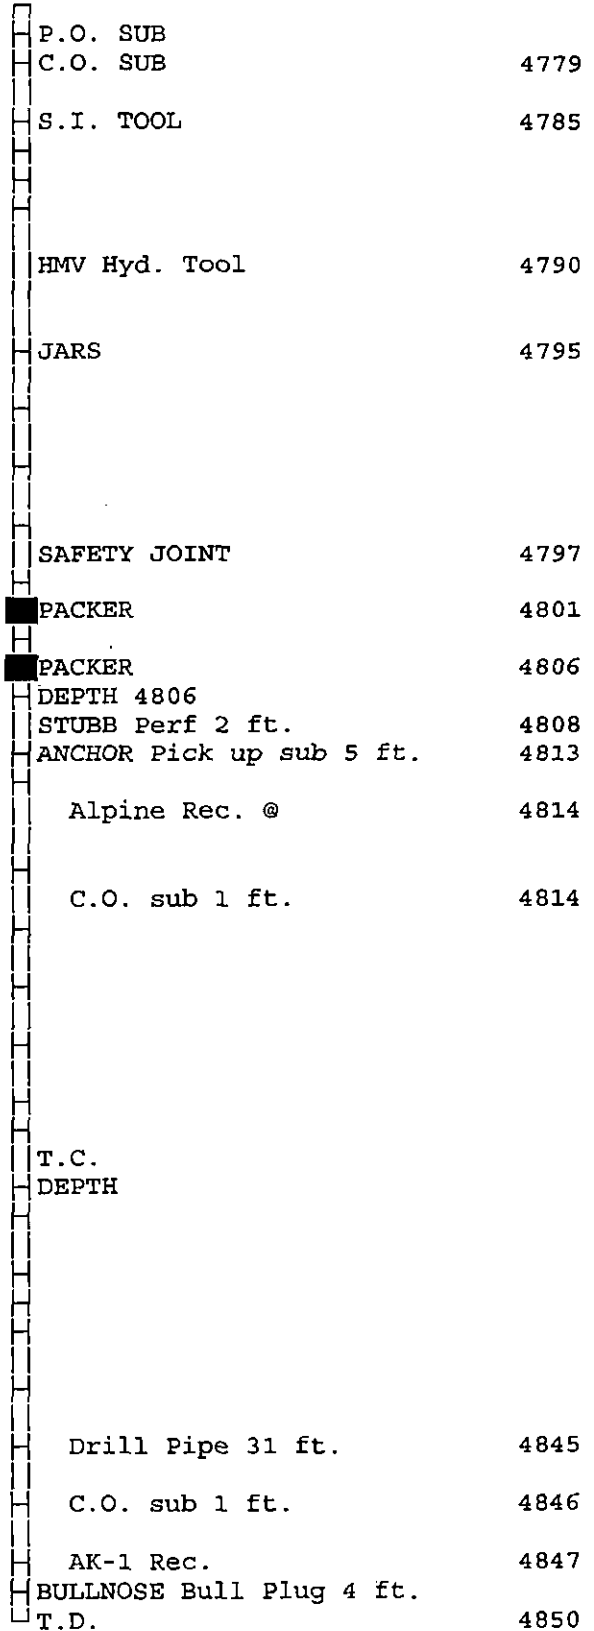 P.O. SUB
C.O. SUB 4779
S.I. TOOL 4785
HMV Hyd. Tool 4790
JARS 4795
SAFETY JOINT 4797
PACKER 4801
PACKER 4806
DEPTH 4806
STUBB Perf 2 ft. 4808
ANCHOR Pick up sub 5 ft. 4813
Alpine Rec. @ 4814
C.O. sub 1 ft. 4814
T.C.
DEPTH
Drill Pipe 31 ft. 4845
C.O. sub 1 ft. 4846
AK-1 Rec. 4847
BULLNOSE Bull Plug 4 ft.
T.D. 4850